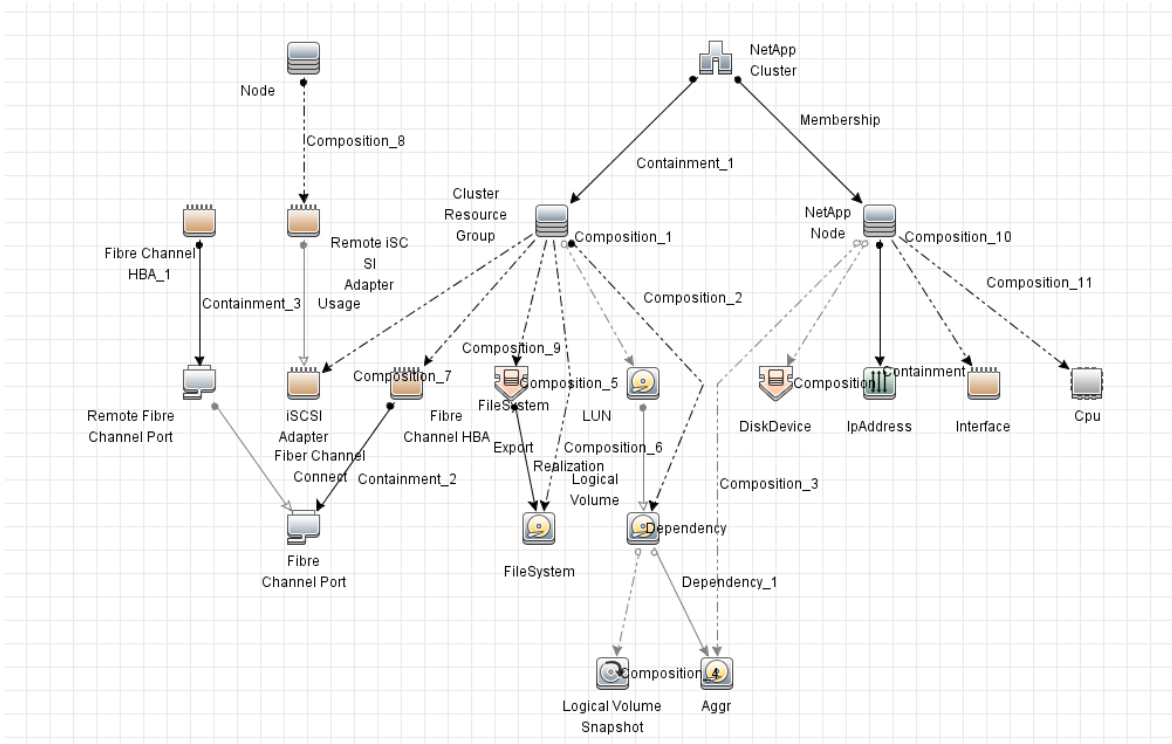 NetApp
Cluster
Node
Membership
Composition_8
Containment_1
Cluster
Resource
Group
NetApp
Node
Fibre Channel
HBA_1
Remote iSC
SI
Adapter
Composition_1
Composition_10
Composition_11
Containment_3
Usage
Composition_2
Composition_9
Composition_7
Composition_5
Composition
Containment
FileSystem
Remote Fibre
Channel Port
iSCSI
Adapter
Fibre
Channel HBA
LUN
DiskDevice
IpAddress
Interface
Cpu
Export
Composition_6
Fiber Channel
Connect
Containment_2
Realization
Logical
Volume
Composition_3
Dependency
Fibre
Channel Port
FileSystem
Dependency_1
Composition_4
Logical Volume
Snapshot
Aggr